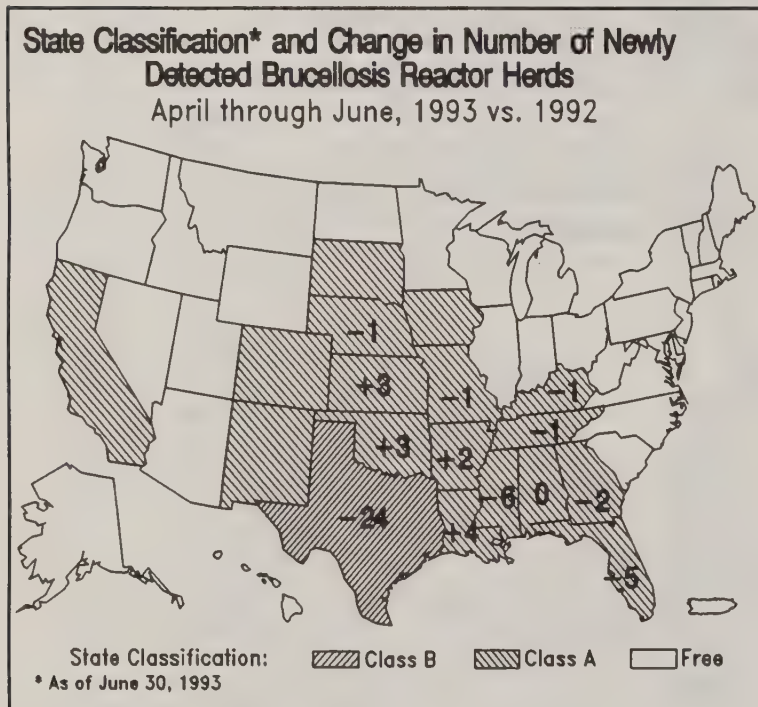 State Classification* and Change in Number of Newly
Detected Brucellosis Reactor Herds
April through June, 1993 vs. 1992
-1
+3
-1
-1
-1
+3
+2
-6
0
-2
-24
+4
+5
State Classification: Class B Class A Free
* As of June 30, 1993